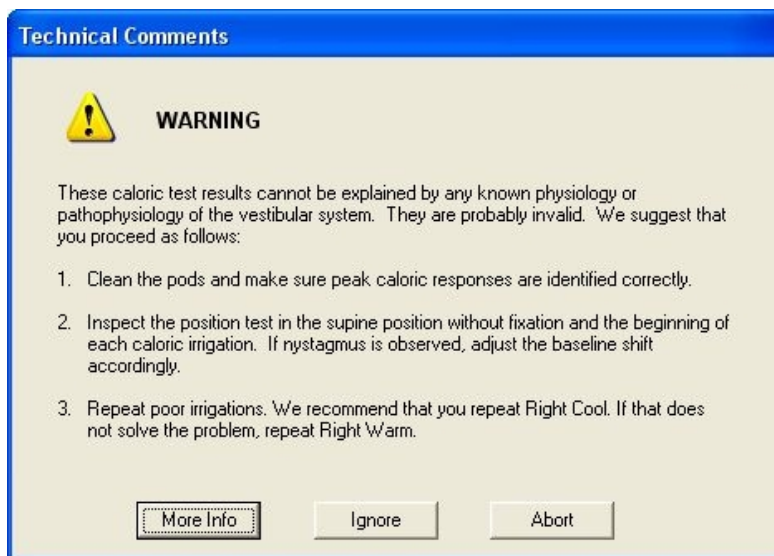 Technical Comments
WARNING
These caloric test results cannot be explained by any known physiology or
pathophysiology of the vestibular system. They are probably invalid. We suggest that
you proceed as follows:
1. Clean the pods and make sure peak caloric responses are identified correctly.
2. Inspect the position test in the supine position without fixation and the beginning of
each caloric irrigation. If nystagmus is observed, adjust the baseline shift
accordingly.
3. Repeat poor irrigations. We recommend that you repeat Right Cool. If that does
not solve the problem, repeat Right Warm.
More Info Ignore Abort